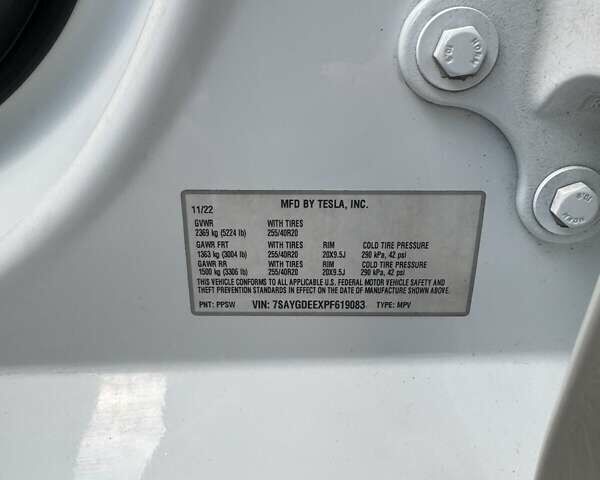 11/22 MFD BY TESLA, INC.
GVWR WITH TIRES
2369 kg (5224 lb) 255/40R20
GAWR FRT WITH TIRES RIM COLD TIRE PRESSURE
1363 kg (3004 lb) 255/40R20 20X9.5J 290 kPa, 42 psi
GAWR RR WITH TIRES RIM COLD TIRE PRESSURE
1500 kg (3306 lb) 255/40R20 20X9.5J 290 kPa, 42 psi
THIS VEHICLE CONFORMS TO ALL APPLICABLE U.S. FEDERAL MOTOR VEHICLE SAFETY AND
THEFT PREVENTION STANDARDS IN EFFECT ON THE DATE OF MANUFACTURE SHOWN ABOVE.
PNT: PPSW VIN: 7SAYGDEEXPF619083 TYPE: MPV
10.9